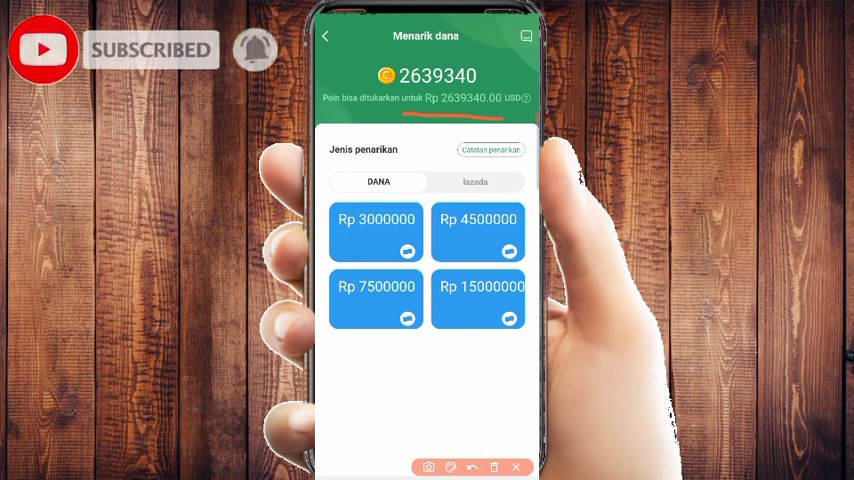 SUBSCRIBED
Menarik dana
2639340
Poin bisa ditukarkan untuk Rp 2639340.00 USD
Jenis penarikan
Catatan penarikan
DANA
lazada
Rp 3000000
Rp 4500000
Rp 7500000
Rp 15000000